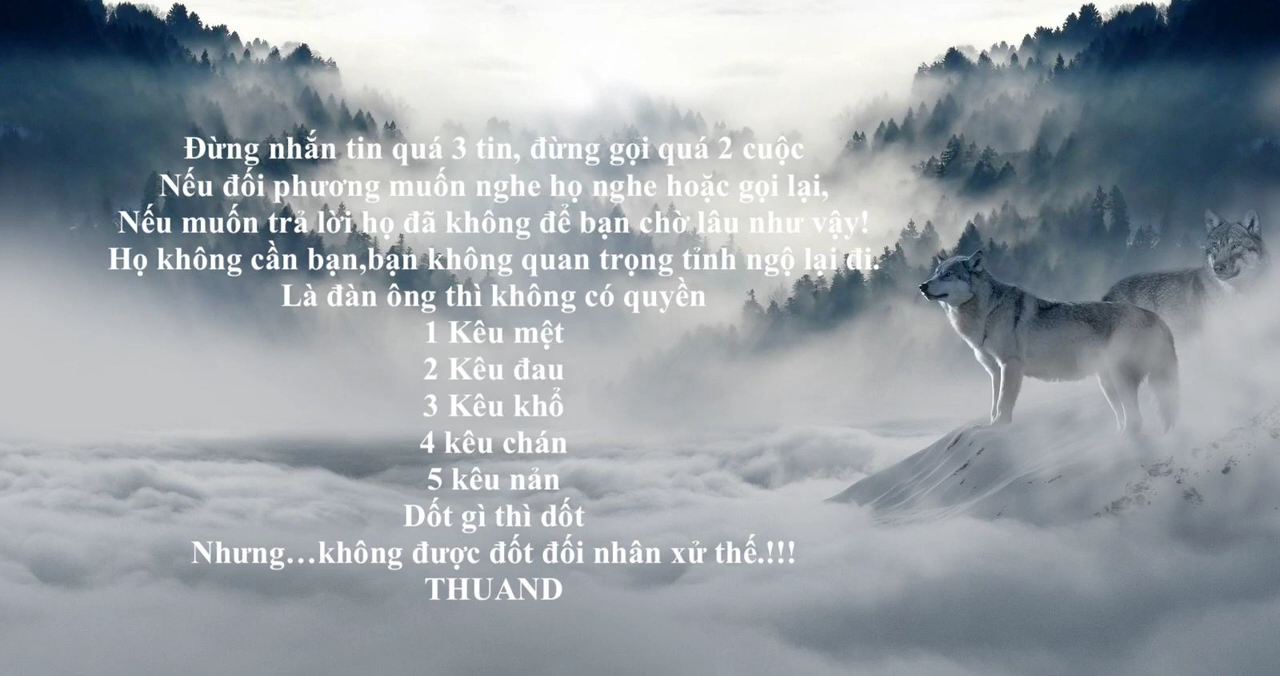 Đừng nhắn tin quá 3 tin, đừng gọi quá 2 cuộc
Nếu đối phương muốn nghe họ nghe hoặc gọi lại,
Nếu muốn trả lời họ đã không để bạn chờ lâu như vậy!
Họ không cần bạn,bạn không quan trọng tỉnh ngộ lại đi.
Là đàn ông thì không có quyền
1 Kêu mệt
2 Kêu đau
3 Kêu khổ
4 kêu chán
5 kêu nản
Dốt gì thì dốt
Nhưng…không được đốt đối nhân xử thế.!!!
THUAND